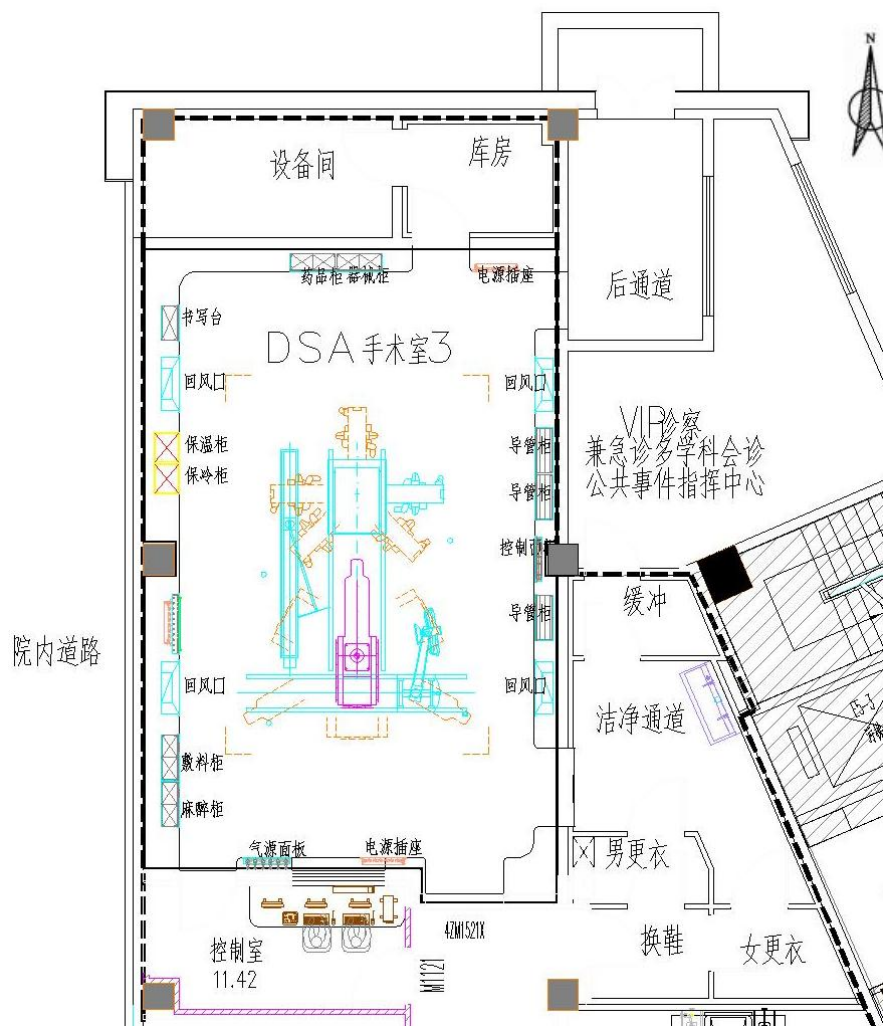 N
设备间
库房
药品柜 器械柜
电源插座
后通道
书写台
DSA 手术室3
回风口
回风口
VIP诊察
兼急诊多学科会诊
公共事件指挥中心
保温柜
保冷柜
导管柜
导管柜
控制面
缓冲
导管柜
院内道路
回风口
回风口
洁净通道
敷料柜
麻醉柜
气源面板
电源插座
男更衣
控制室
11.42
4ZM1521X
M1121
换鞋
女更衣